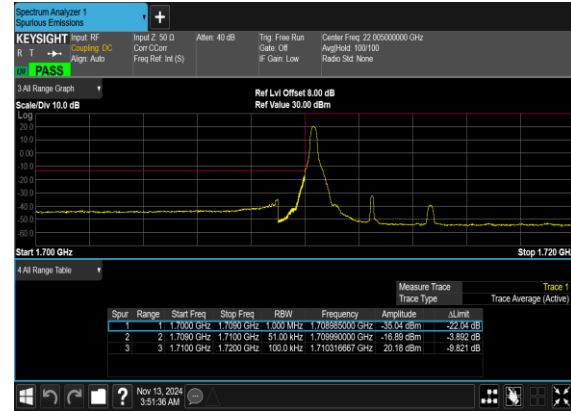 Spectrum Analyzer 1
Spurious Emissions
KEYSIGHT Input: RF Input Z: 50 Ω Atten: 40 dB Trig: Free Run Center Freq: 22.005000000 GHz
R T Coupling: DC Corr CCorr Gate: Off Avg|Hold: 100/100
Align: Auto Freq Ref: Int (S) IF Gain: Low Radio Std: None
PASS
3 All Range Graph Ref Lvl Offset 8.00 dB
Scale/Div 10.0 dB Ref Value 30.00 dBm
Log
20.0
10.0
0.00
-10.0
-20.0
-30.0
-40.0
-50.0
-60.0
Start 1.700 GHz Stop 1.720 GH
4 All Range Table
Measure Trace Trace 1
Trace Type Trace Average (Active)
Spur Range Start Freq Stop Freq RBW Frequency Amplitude ΔLimit
1 1 1.7000 GHz 1.7090 GHz 1.000 MHz 1.708985000 GHz -35.04 dBm -22.04 dB
2 2 1.7090 GHz 1.7100 GHz 51.00 kHz 1.709990000 GHz -16.89 dBm -3.892 dB
3 3 1.7100 GHz 1.7200 GHz 100.0 kHz 1.710316667 GHz 20.18 dBm -9.821 dB
? Nov 13, 2024
3:51:36 AM